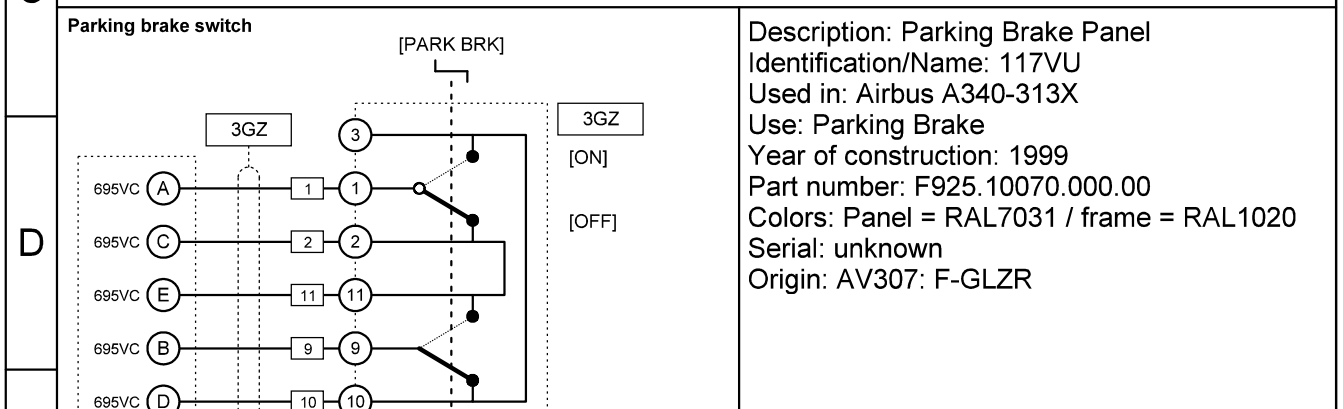 Parking brake switch
[PARK BRK]
3GZ
3GZ
3
[ON]
695VC A 1 1
[OFF]
D
695VC C 2 2
695VC E 11 11
695VC B 9 9
695VC D 10 10
Description: Parking Brake Panel
Identification/Name: 117VU
Used in: Airbus A340-313X
Use: Parking Brake
Year of construction: 1999
Part number: F925.10070.000.00
Colors: Panel = RAL7031 / frame = RAL1020
Serial: unknown
Origin: AV307: F-GLZR